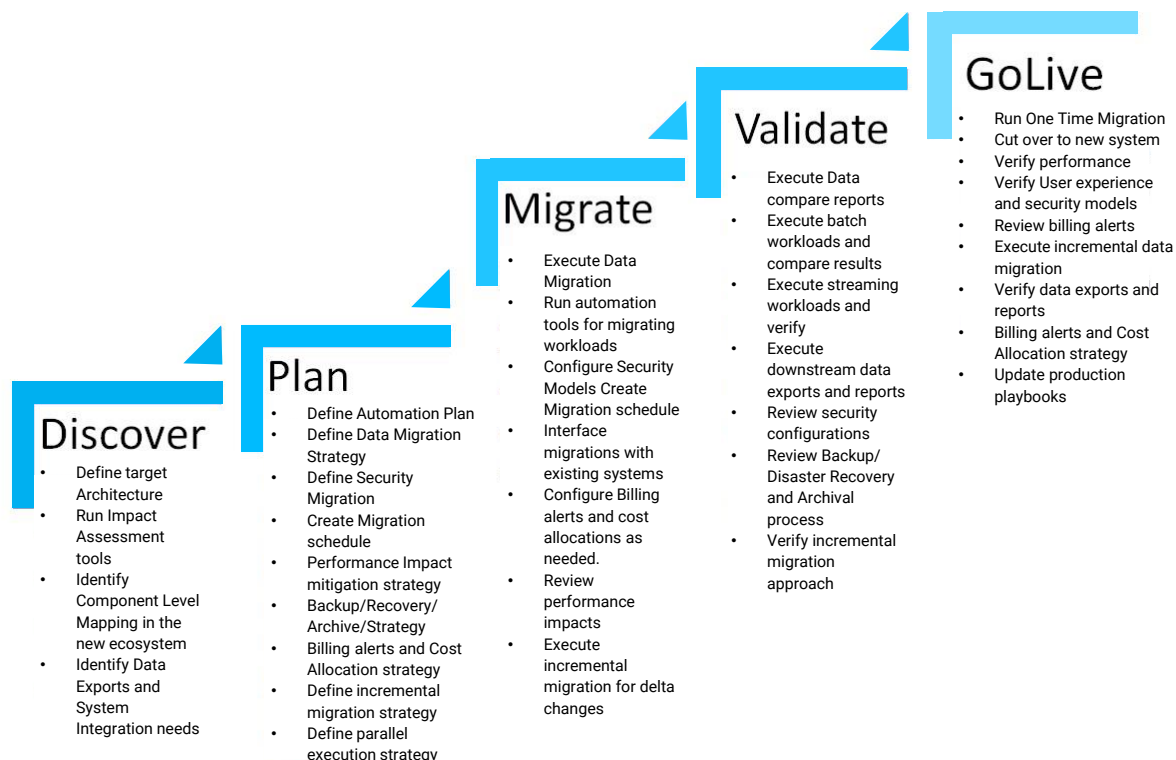 Discover
• Define target
Architecture
• Run Impact
Assessment
tools
• Identify
Component Level
Mapping in the
new ecosystem
• Identify Data
Exports and
System
Integration needs
Plan
• Define Automation Plan
• Define Data Migration
Strategy
• Define Security
Migration
• Create Migration
schedule
• Performance Impact
mitigation strategy
• Backup/Recovery/
Archive/Strategy
• Billing alerts and Cost
Allocation strategy
• Define incremental
migration strategy
• Define parallel
execution strategy
Migrate
• Execute Data
Migration
• Run automation
tools for migrating
workloads
• Configure Security
Models Create
Migration schedule
• Interface
migrations with
existing systems
• Configure Billing
alerts and cost
allocations as
needed.
• Review
performance
impacts
• Execute
incremental
migration for delta
changes
Validate
• Execute Data
compare reports
• Execute batch
workloads and
compare results
• Execute streaming
workloads and
verify
• Execute
downstream data
exports and reports
• Review security
configurations
• Review Backup/
Disaster Recovery
and Archival
process
• Verify incremental
migration
approach
GoLive
• Run One Time Migration
• Cut over to new system
• Verify performance
• Verify User experience
and security models
• Review billing alerts
• Execute incremental data
migration
• Verify data exports and
reports
• Billing alerts and Cost
Allocation strategy
• Update production
playbooks